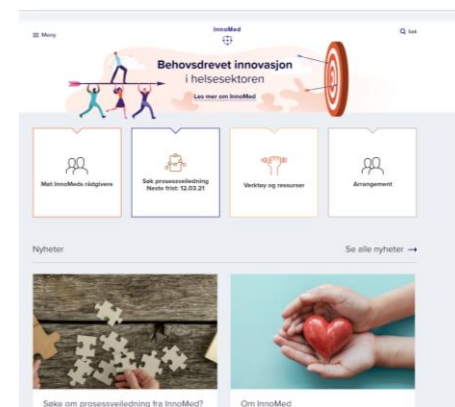 Meny
InnoMed
Søk
Behovsdrevet innovasjon
i helsesektoren
Les mer om InnoMed
Møt InnoMeds rådgivere
Søk prosessveiledning
Neste frist: 12.03.21
Verktøy og ressurser
Arrangement
Nyheter
Se alle nyheter →
Søke om prosessveiledning fra InnoMed?
Om InnoMed